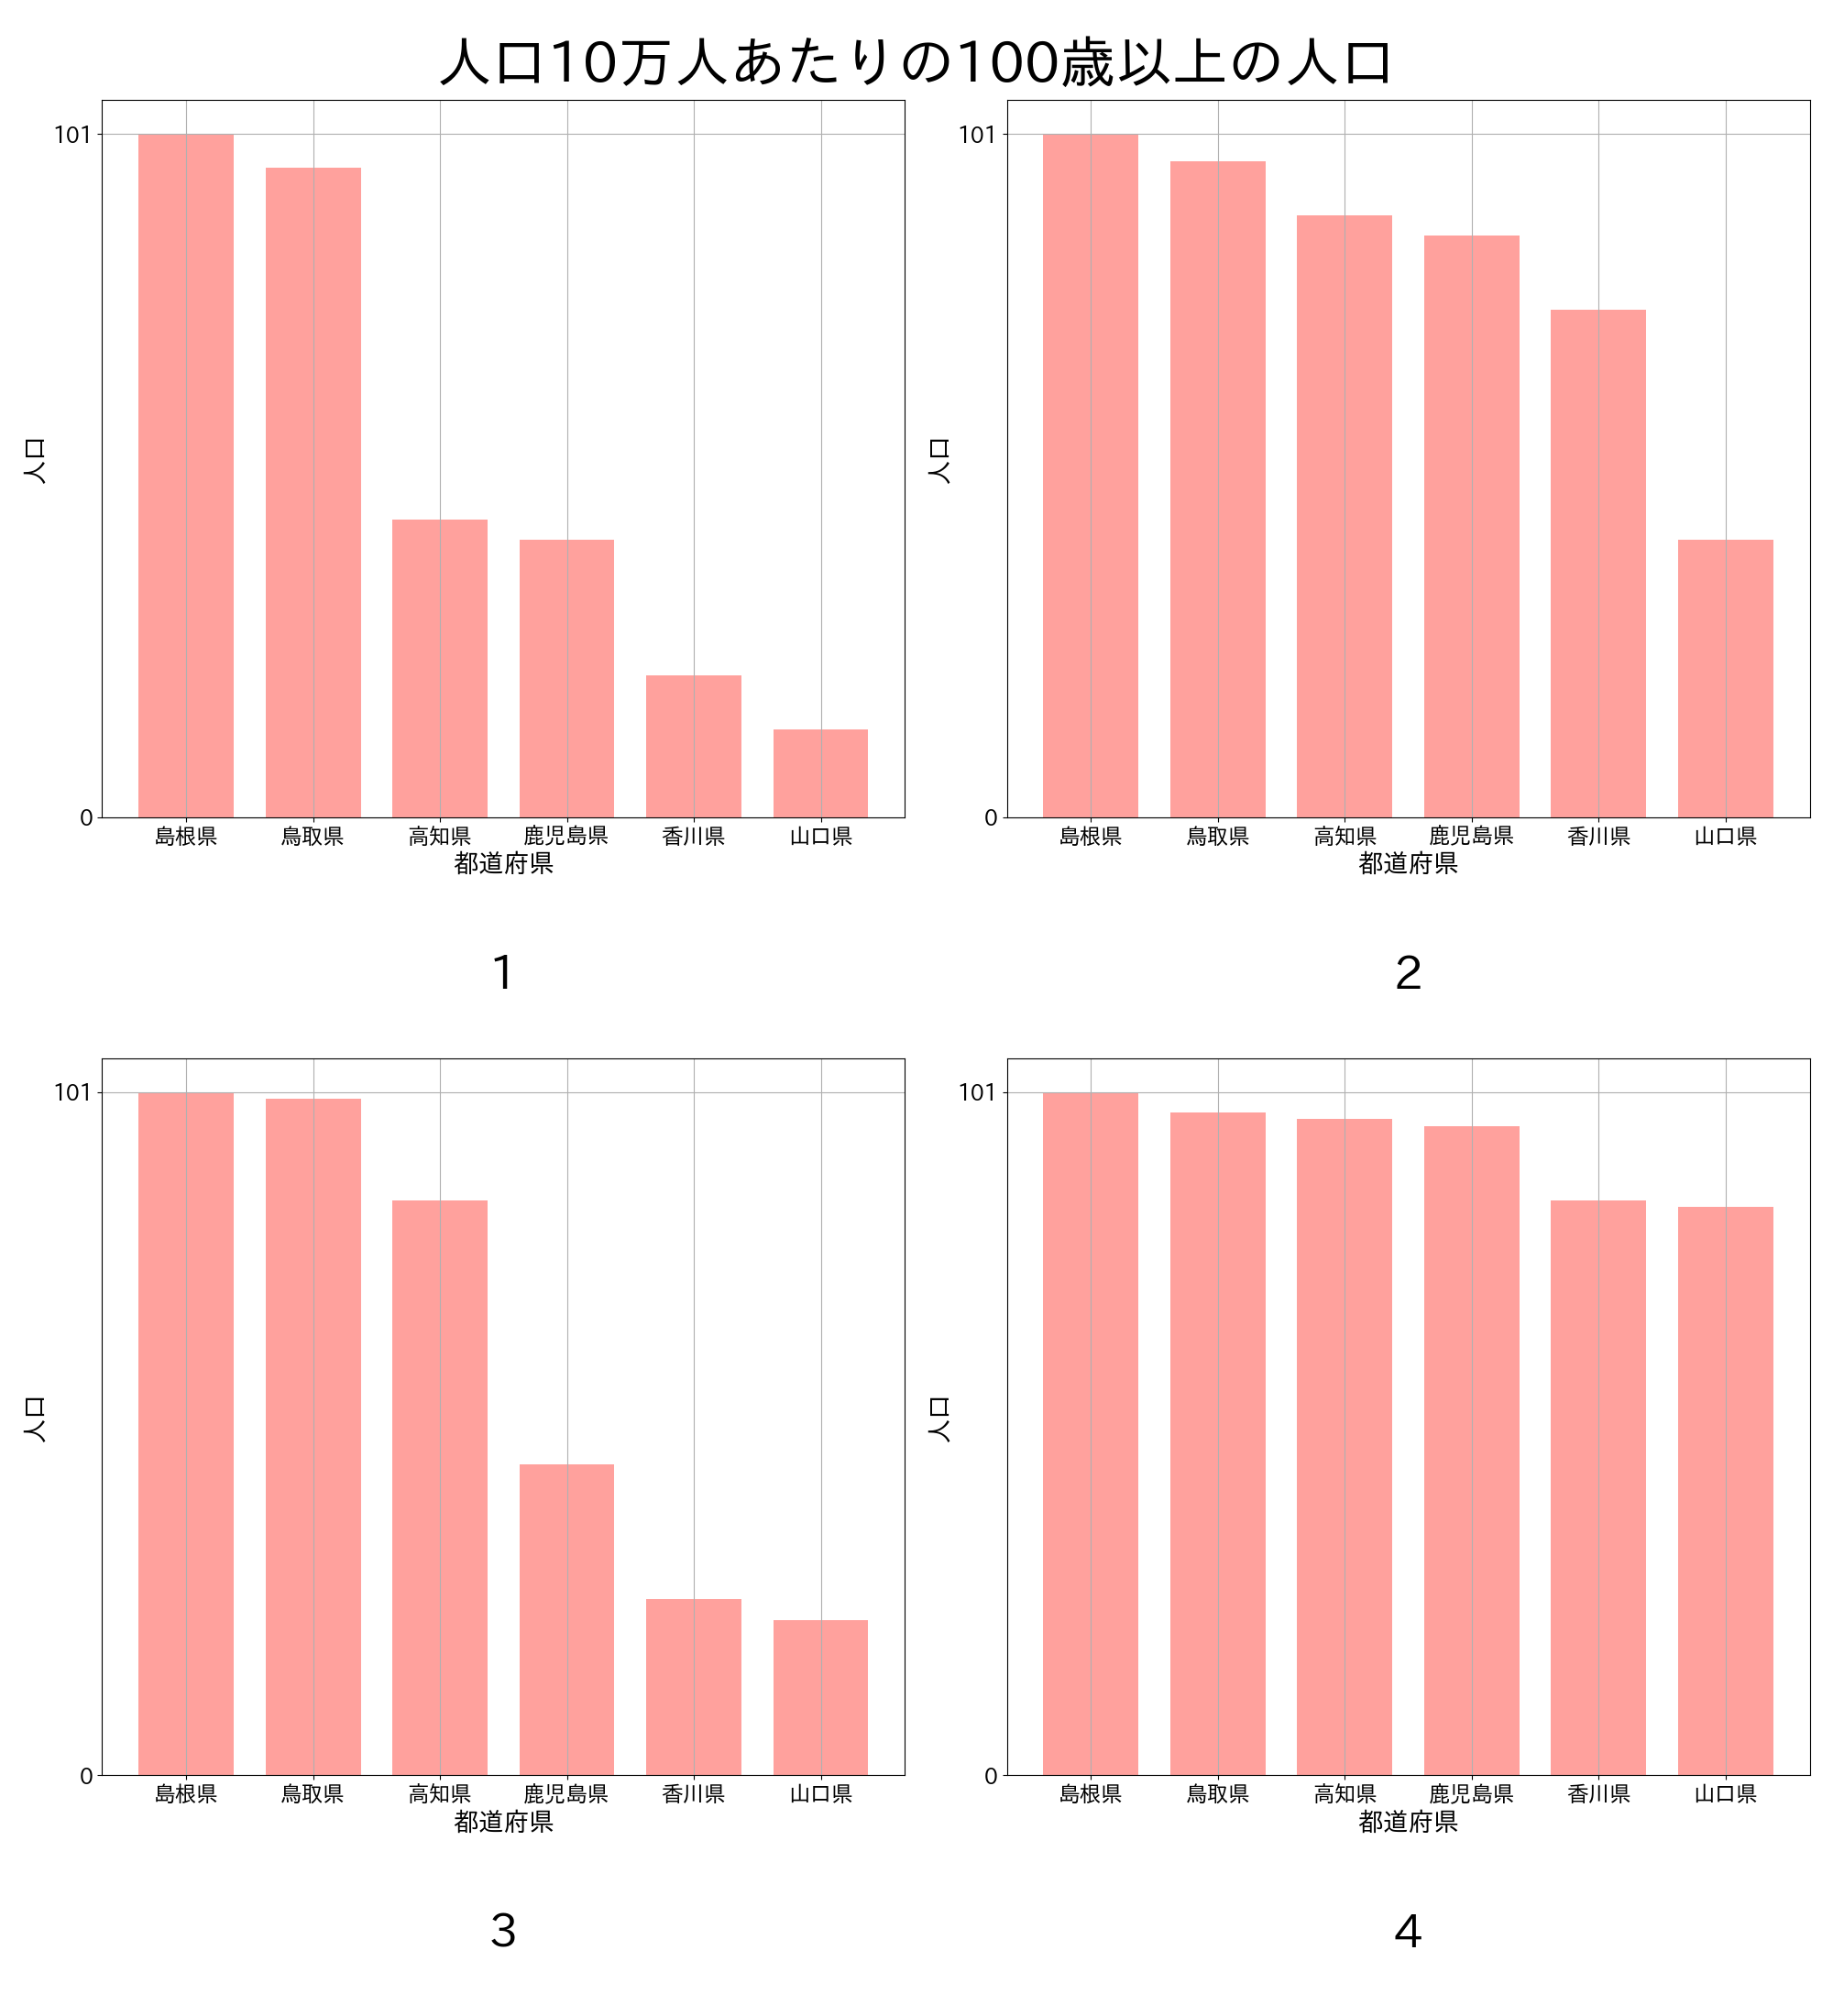 人口10万人あたりの100歳以上の人口
101
0
人口
島根県 鳥取県 高知県 鹿児島県 香川県 山口県
都道府県
1
101
0
人口
島根県 鳥取県 高知県 鹿児島県 香川県 山口県
都道府県
2
101
0
人口
島根県 鳥取県 高知県 鹿児島県 香川県 山口県
都道府県
3
101
0
人口
島根県 鳥取県 高知県 鹿児島県 香川県 山口県
都道府県
4